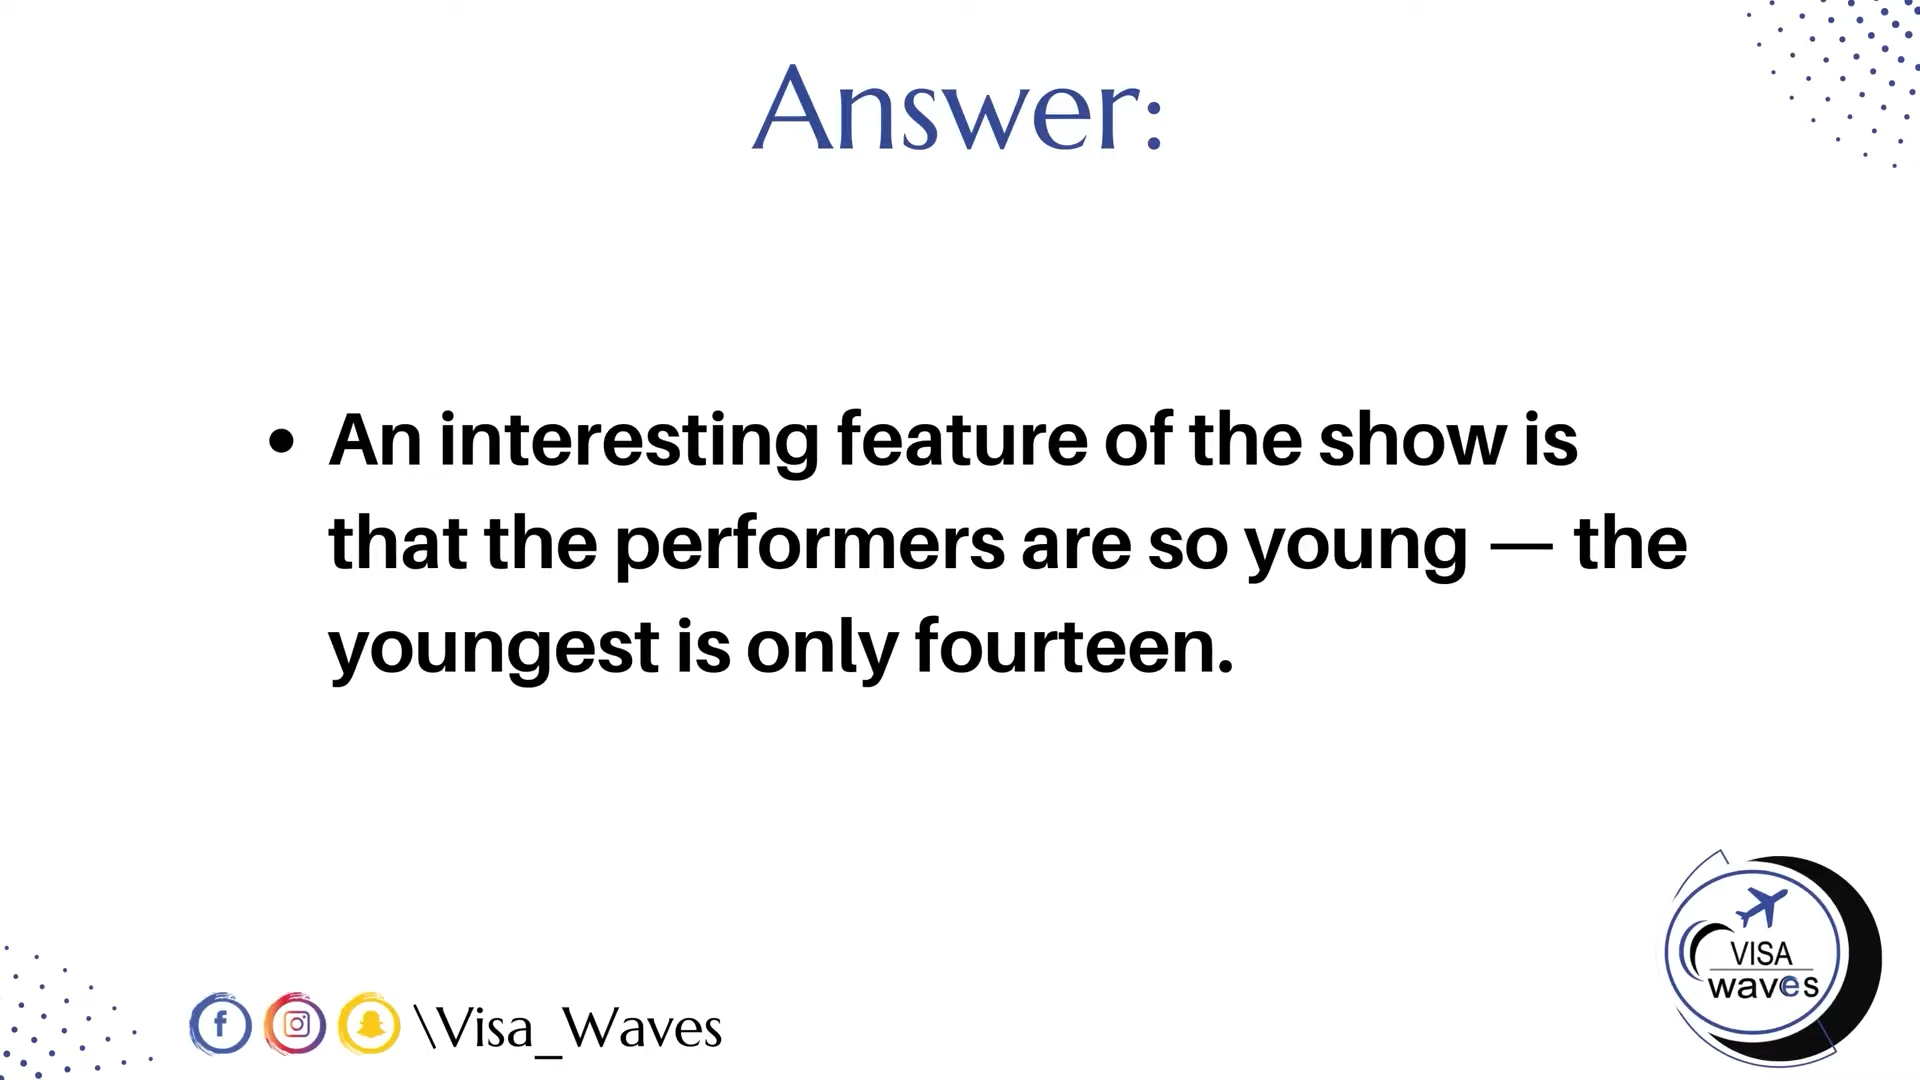 Answer:
• An interesting feature of the show is
that the performers are so young — the
youngest is only fourteen.
\Visa_Waves
VISA
waves